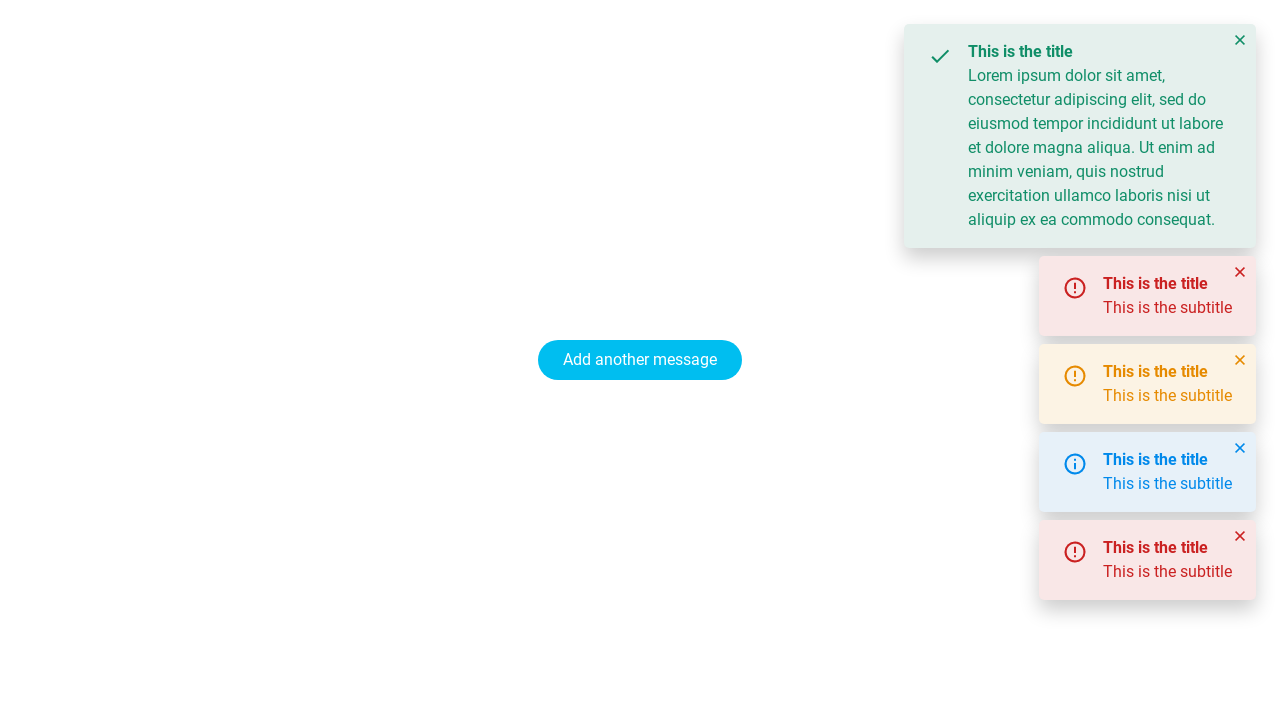 This is the title
Lorem ipsum dolor sit amet,
consectetur adipiscing elit, sed do
eiusmod tempor incididunt ut labore
et dolore magna aliqua. Ut enim ad
minim veniam, quis nostrud
exercitation ullamco laboris nisi ut
aliquip ex ea commodo consequat.
This is the title
This is the subtitle
Add another message
This is the title
This is the subtitle
This is the title
This is the subtitle
This is the title
This is the subtitle